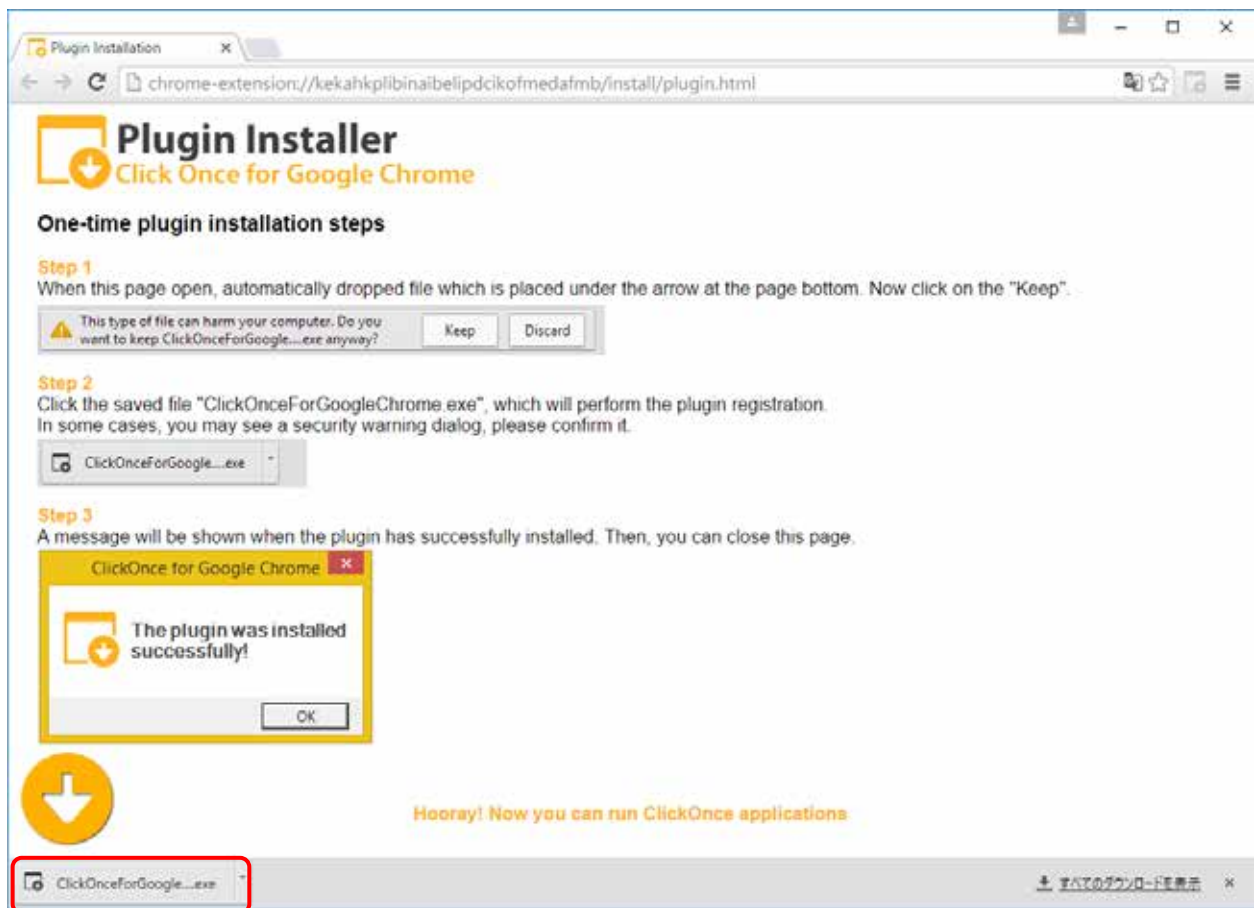 Plugin Installation
chrome-extension://kekahkplibinaibelipdcikofmedafmb/install/plugin.html
Plugin Installer
Click Once for Google Chrome
One-time plugin installation steps
Step 1
When this page open, automatically dropped file which is placed under the arrow at the page bottom. Now click on the "Keep".
This type of file can harm your computer. Do you
want to keep ClickOnceForGoogle....exe anyway?
Keep
Discard
Step 2
Click the saved file "ClickOnceForGoogleChrome.exe", which will perform the plugin registration.
In some cases, you may see a security warning dialog, please confirm it.
ClickOnceForGoogle....exe
Step 3
A message will be shown when the plugin has successfully installed. Then, you can close this page.
ClickOnce for Google Chrome
The plugin was installed
successfully!
OK
Hooray! Now you can run ClickOnce applications
ClickOnceForGoogle....exe
すべてのダウンロードを表示